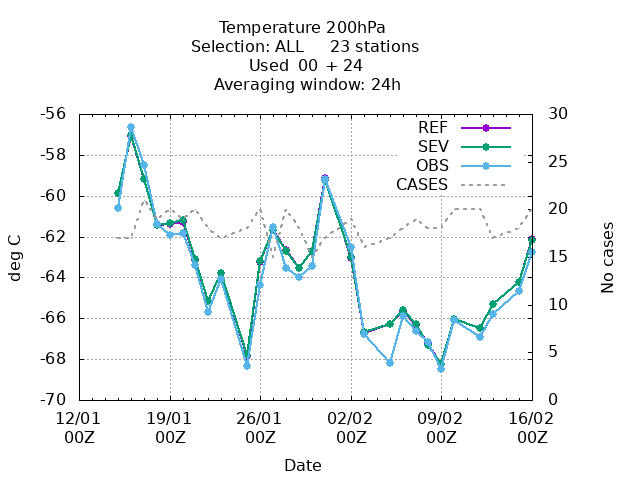 Temperature 200hPa
Selection: ALL 23 stations
Used 00 + 24
Averaging window: 24h
REF
SEV
OBS
CASES
-56
-58
-60
-62
-64
-66
-68
-70
30
25
20
15
10
5
0
deg C
No cases
12/01 19/01 26/01 02/02 09/02 16/02
00Z 00Z 00Z 00Z 00Z 00Z
Date